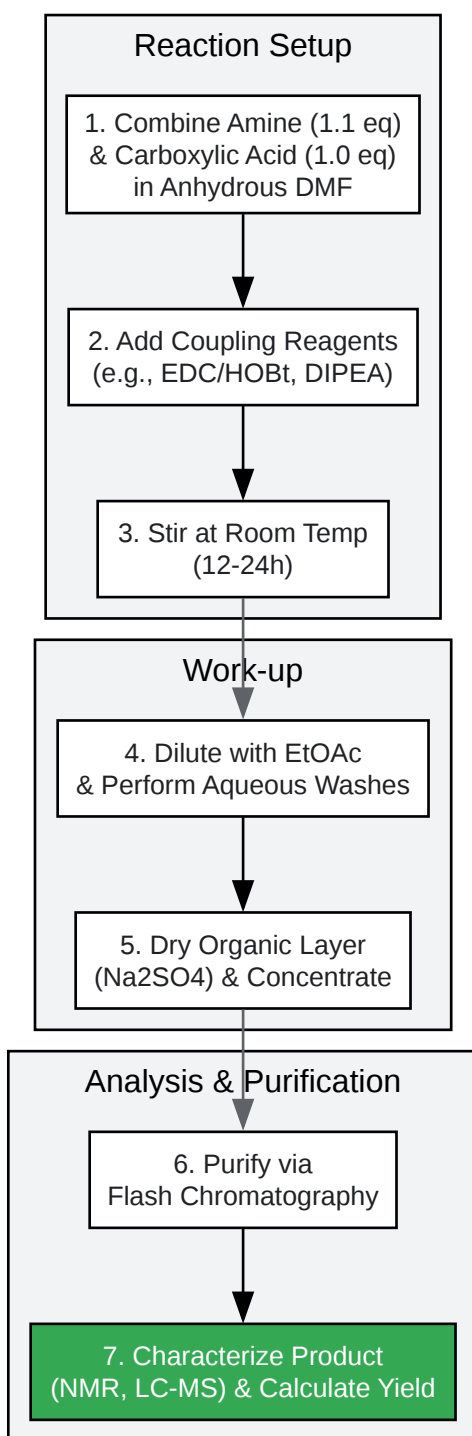 Reaction Setup
1. Combine Amine (1.1 eq)
& Carboxylic Acid (1.0 eq)
in Anhydrous DMF
2. Add Coupling Reagents
(e.g., EDC/HOBt, DIPEA)
3. Stir at Room Temp
(12-24h)
Work-up
4. Dilute with EtOAc
& Perform Aqueous Washes
5. Dry Organic Layer
(Na2SO4) & Concentrate
Analysis & Purification
6. Purify via
Flash Chromatography
7. Characterize Product
(NMR, LC-MS) & Calculate Yield